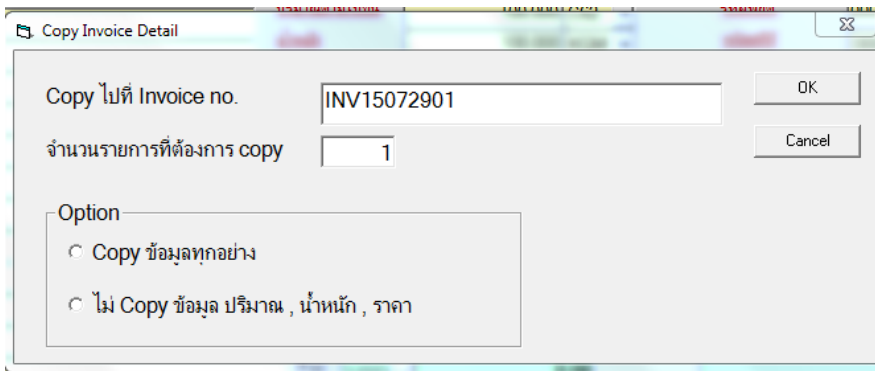 Copy Invoice Detail
Copy ไปที่ Invoice no.
INV15072901
OK
จำนวนรายการที่ต้องการ copy
1
Cancel
Option
Copy ข้อมูลทุกอย่าง
ไม่ Copy ข้อมูล ปริมาณ , น้ำหนัก , ราคา